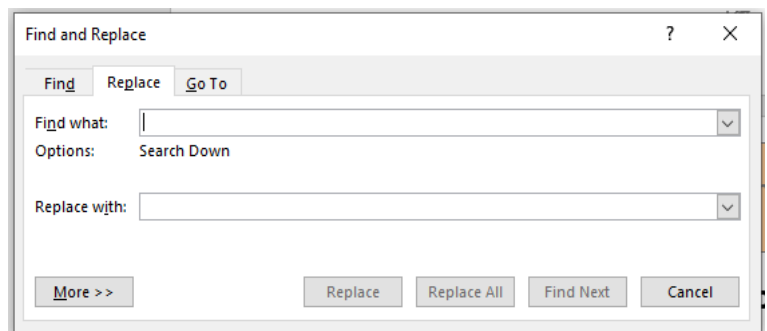 Find and Replace ?
Find Replace Go To
Find what:
Options: Search Down
Replace with:
More >> Replace Replace All Find Next Cancel